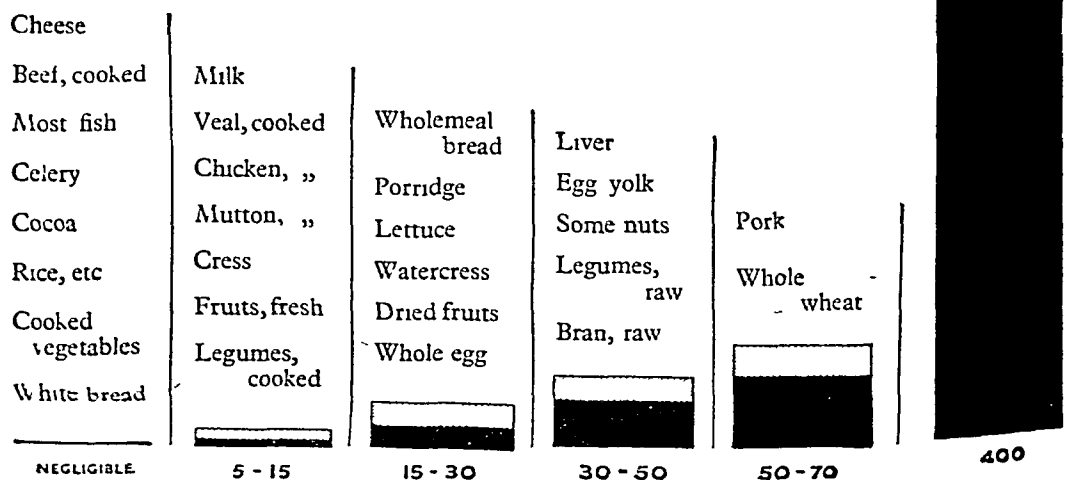 Cheese
Beef, cooked
Most fish
Celery
Cocoa
Rice, etc
Cooked
vegetables
White bread
NEGLIGIBLE
Milk
Veal, cooked
Chicken, „
Mutton, „
Cress
Fruits, fresh
Legumes,
cooked
5 - 15
Wholemeal
bread
Porridge
Lettuce
Watercress
Dried fruits
Whole egg
15 - 30
Liver
Egg yolk
Some nuts
Legumes,
raw
Bran, raw
30 - 50
Pork
Whole
wheat
50 - 70
400